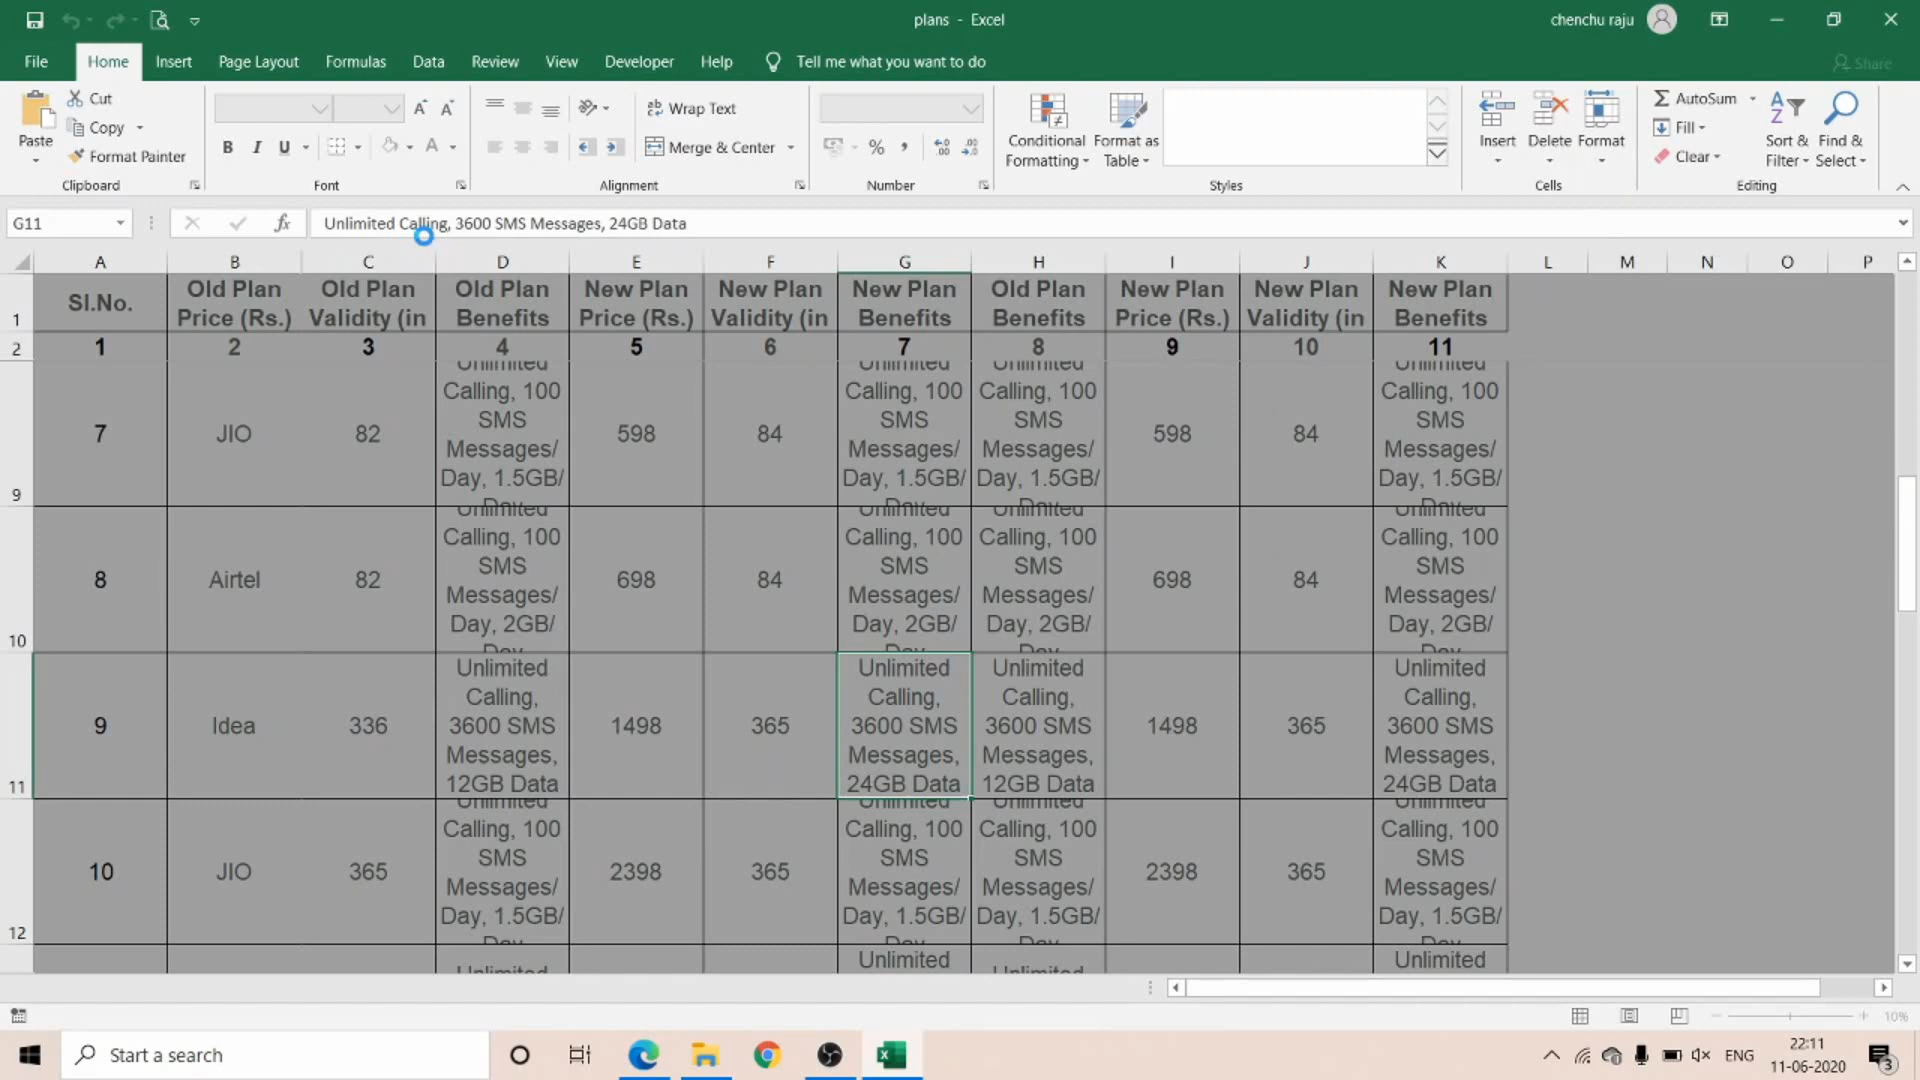 plans - Excel
chenchu raju
File Home Insert Page Layout Formulas Data Review View Developer Help Tell me what you want to do
Share
Paste
Cut
Copy
Format Painter
Clipboard
B I U
Font
Wrap Text
Merge & Center
Alignment
%
Number
Conditional
Formatting
Format as
Table
Styles
Insert
Delete
Format
Cells
AutoSum
Fill
Clear
Sort &
Filter
Find &
Select
Editing
G11
fx
Unlimited Calling, 3600 SMS Messages, 24GB Data
A B C D E F G H I J K L M N O P
1
Sl.No.
Old Plan
Price (Rs.)
Old Plan
Validity (in
Old Plan
Benefits
New Plan
Price (Rs.)
New Plan
Validity (in
New Plan
Benefits
Old Plan
Benefits
New Plan
Price (Rs.)
New Plan
Validity (in
New Plan
Benefits
2
1 2 3 4 5 6 7 8 9 10 11
9
7
JIO
82
Unlimited
Calling, 100
SMS
Messages/
Day, 1.5GB/
Day
598
84
Unlimited
Calling, 100
SMS
Messages/
Day, 1.5GB/
Day
Unlimited
Calling, 100
SMS
Messages/
Day, 1.5GB/
Day
598
84
Unlimited
Calling, 100
SMS
Messages/
Day, 1.5GB/
Day
10
8
Airtel
82
Unlimited
Calling, 100
SMS
Messages/
Day, 2GB/
Day
698
84
Unlimited
Calling, 100
SMS
Messages/
Day, 2GB/
Day
Unlimited
Calling, 100
SMS
Messages/
Day, 2GB/
Day
698
84
Unlimited
Calling, 100
SMS
Messages/
Day, 2GB/
Day
11
9
Idea
336
Unlimited
Calling,
3600 SMS
Messages,
12GB Data
1498
365
Unlimited
Calling,
3600 SMS
Messages,
24GB Data
Unlimited
Calling,
3600 SMS
Messages,
12GB Data
1498
365
Unlimited
Calling,
3600 SMS
Messages,
24GB Data
12
10
JIO
365
Unlimited
Calling, 100
SMS
Messages/
Day, 1.5GB/
Day
2398
365
Unlimited
Calling, 100
SMS
Messages/
Day, 1.5GB/
Day
Unlimited
Calling, 100
SMS
Messages/
Day, 1.5GB/
Day
2398
365
Unlimited
Calling, 100
SMS
Messages/
Day, 1.5GB/
Day
Unlimited
Unlimited
Unlimited
Unlimited
10%
Start a search
ENG
22:11
11-06-2020
3